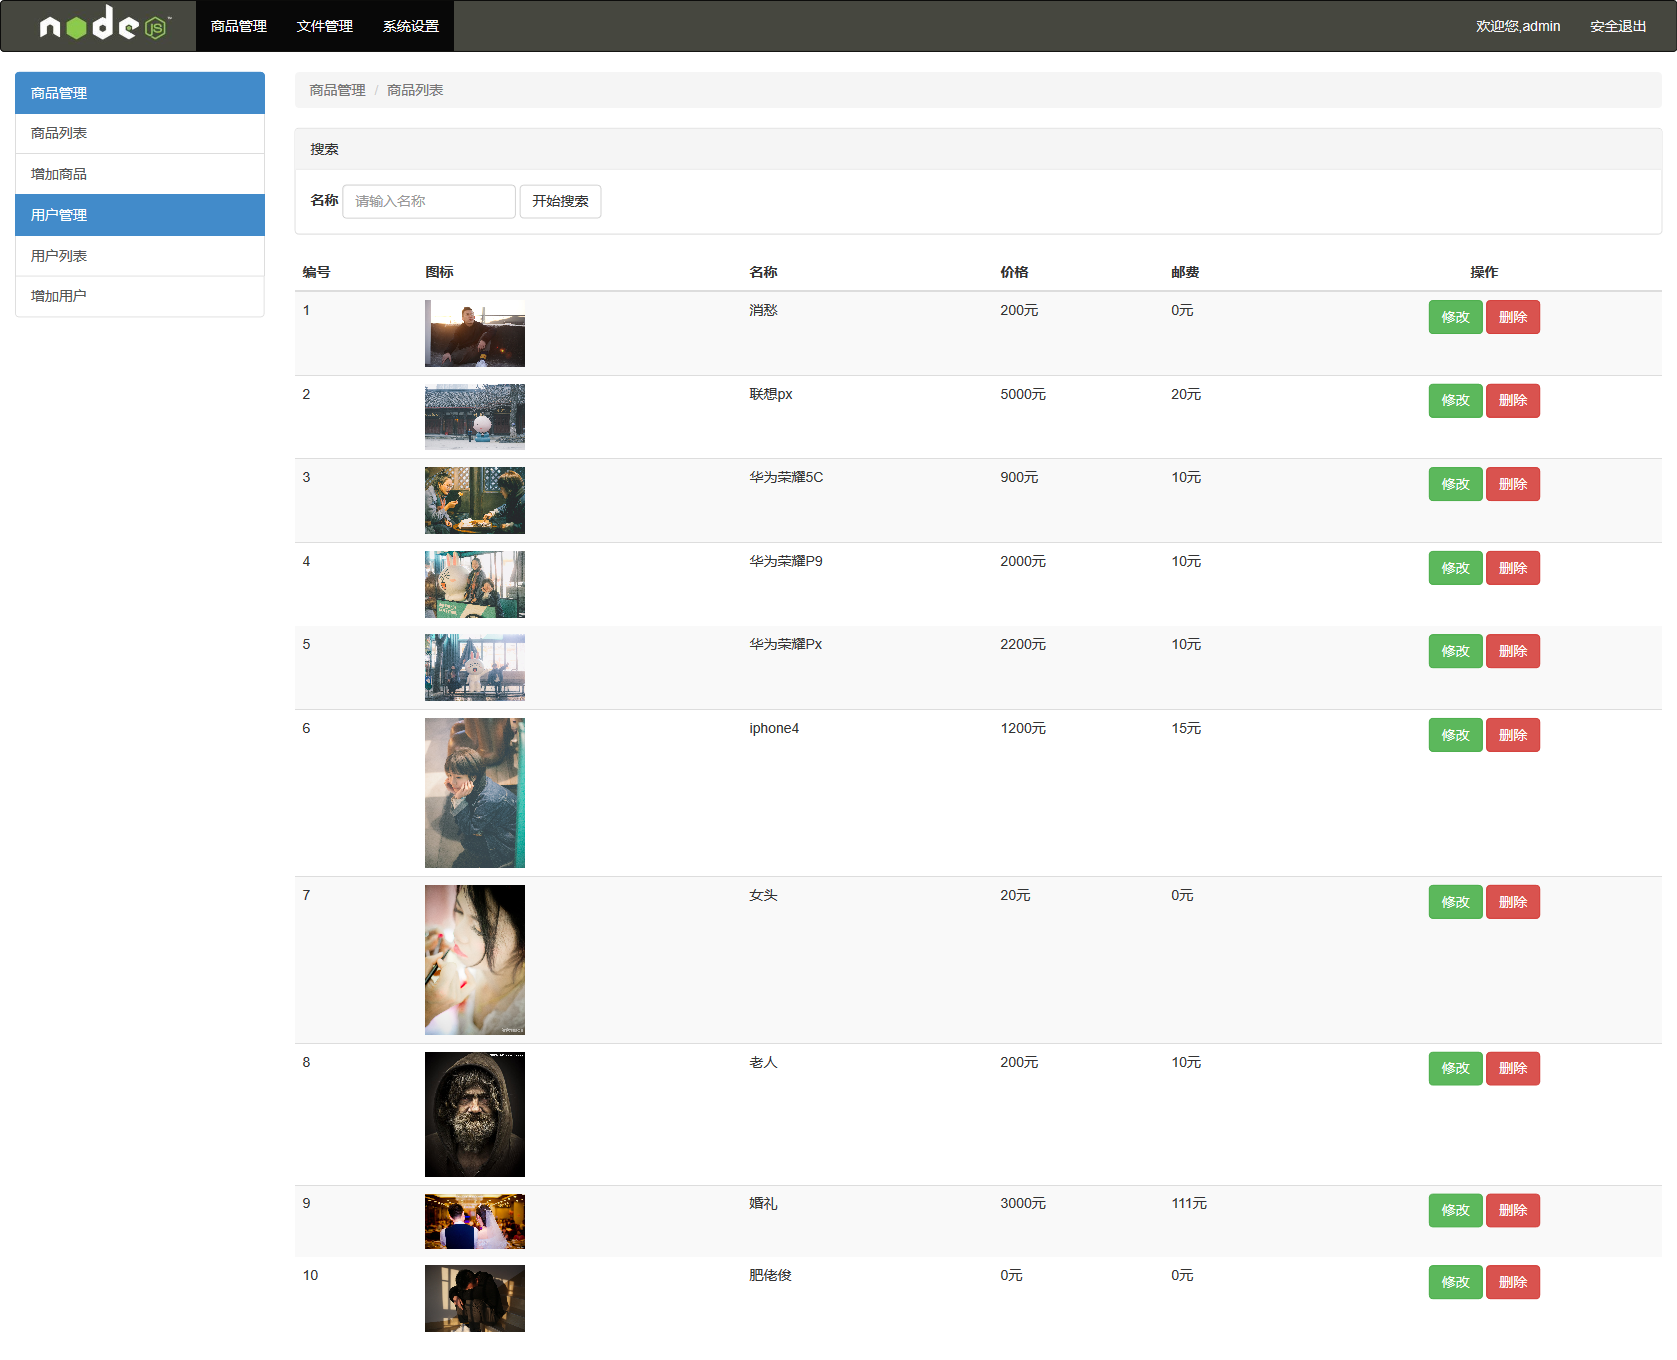 node JS™ 商品管理 文件管理 系统设置 欢迎您,admin 安全退出
商品管理
商品列表
增加商品
用户管理
用户列表
增加用户
商品管理 / 商品列表
搜索
名称 请输入名称 开始搜索
编号 图标 名称 价格 邮费 操作
1 消愁 200元 0元 修改 删除
2 联想px 5000元 20元 修改 删除
3 华为荣耀5C 900元 10元 修改 删除
4 华为荣耀P9 2000元 10元 修改 删除
5 华为荣耀Px 2200元 10元 修改 删除
6 iphone4 1200元 15元 修改 删除
7 女头 20元 0元 修改 删除
8 老人 200元 10元 修改 删除
9 婚礼 3000元 111元 修改 删除
10 肥佬俊 0元 0元 修改 删除